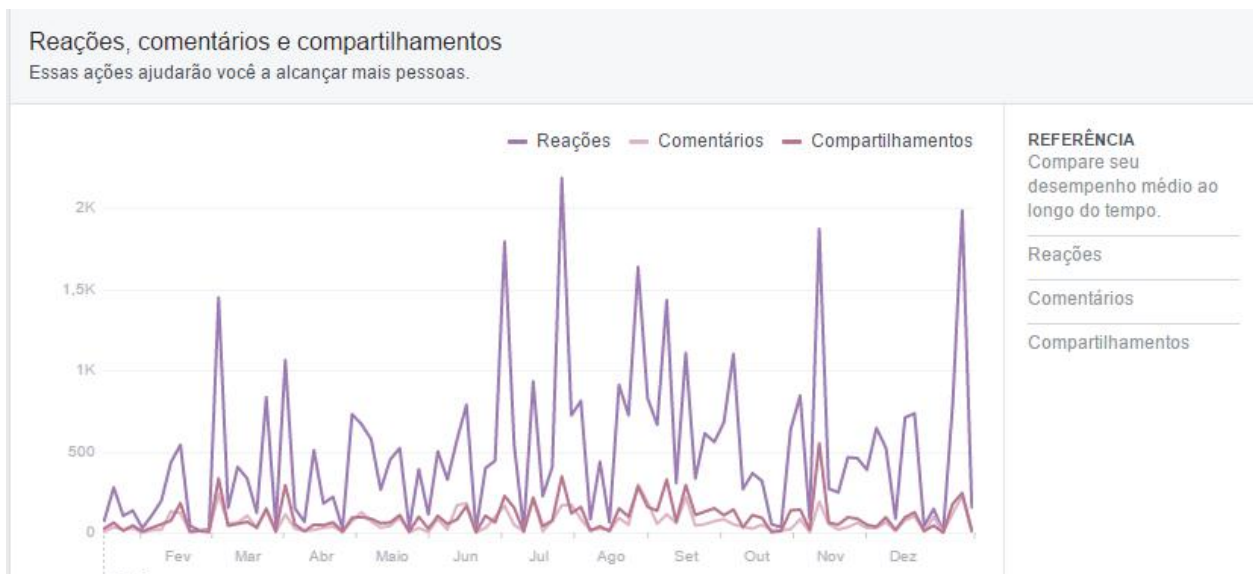 Reações, comentários e compartilhamentos
Essas ações ajudarão você a alcançar mais pessoas.
Reações Comentários Compartilhamentos
2K
1,5K
1K
500
0
Fev Mar Abr Maio Jun Jul Ago Set Out Nov Dez
REFERÊNCIA
Compare seu
desempenho médio ao
longo do tempo.
Reações
Comentários
Compartilhamentos